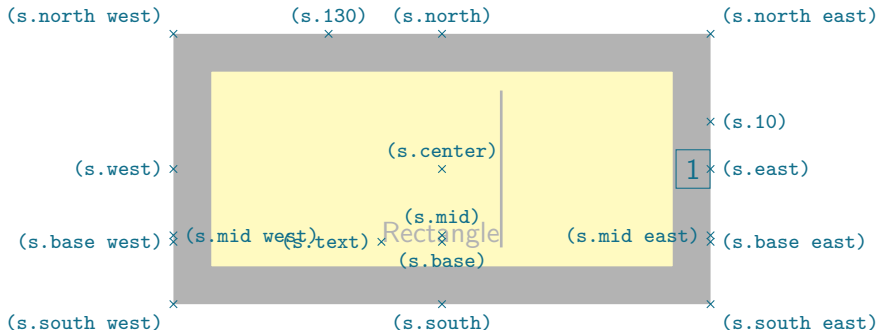 (s.north west) (s.130) (s.north) (s.north east)
(s.10)
(s.center)
(s.west) 1 (s.east)
(s.mid)
(s.base west) (s.mid west) (s.text) Rectangle (s.mid east) (s.base east)
(s.base)
(s.south west) (s.south) (s.south east)